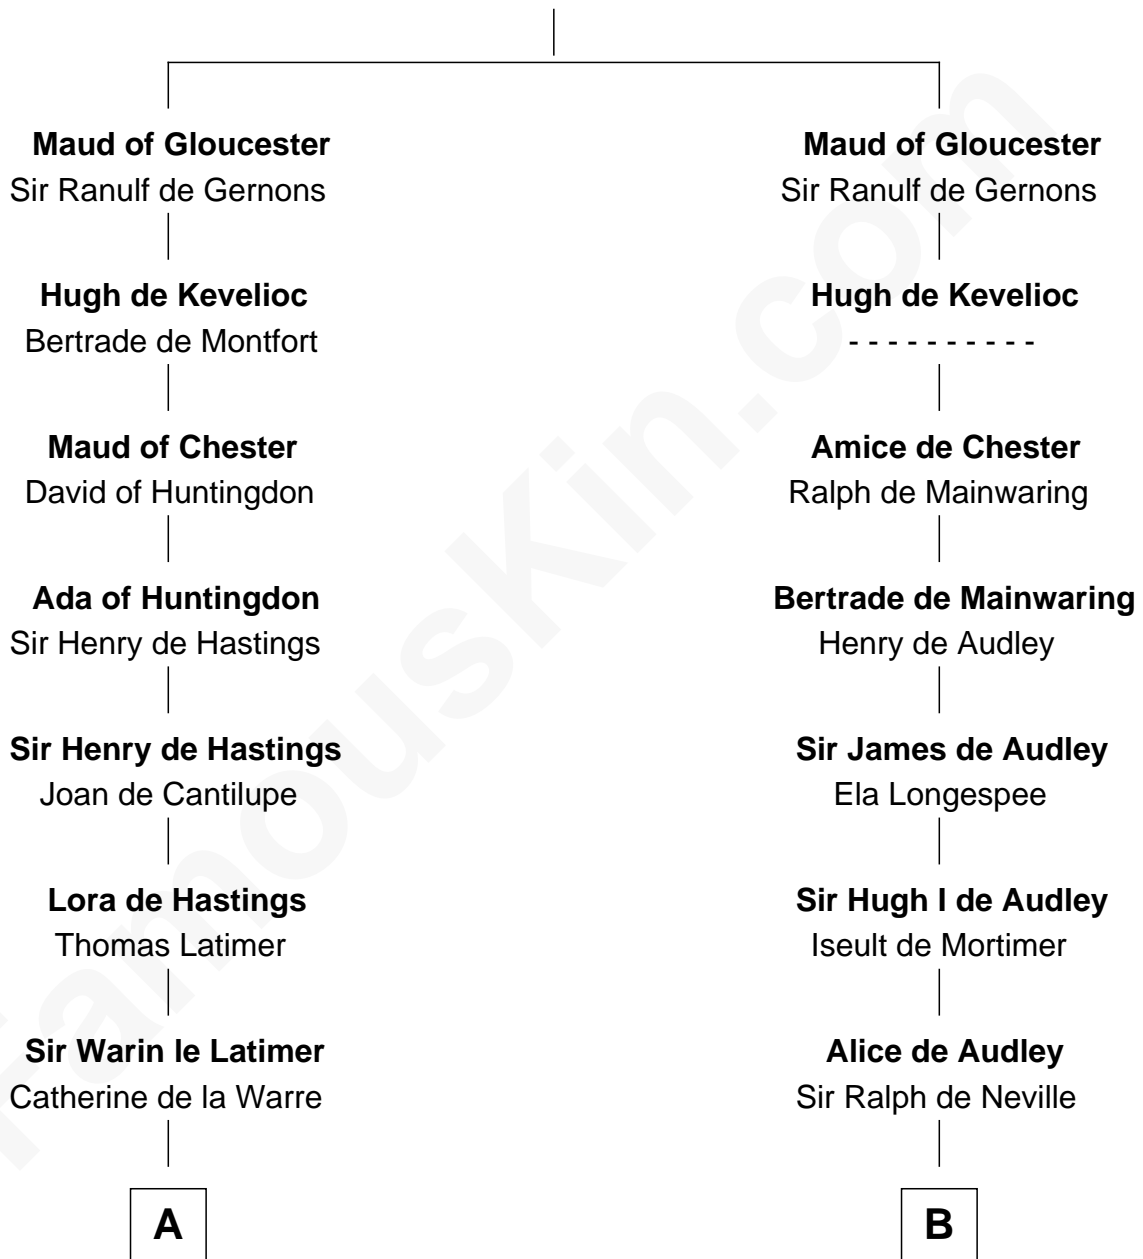 Maud of Gloucester
Sir Ranulf de Gernons
Hugh de Kevelioc
Bertrade de Montfort
Maud of Chester
David of Huntingdon
Ada of Huntingdon
Sir Henry de Hastings
Sir Henry de Hastings
Joan de Cantilupe
Lora de Hastings
Thomas Latimer
Sir Warin le Latimer
Catherine de la Warre
A
Maud of Gloucester
Sir Ranulf de Gernons
Hugh de Kevelioc
- - - - - - - - - -
Amice de Chester
Ralph de Mainwaring
Bertrade de Mainwaring
Henry de Audley
Sir James de Audley
Ela Longespee
Sir Hugh I de Audley
Iseult de Mortimer
Alice de Audley
Sir Ralph de Neville
B
FamousKin.com